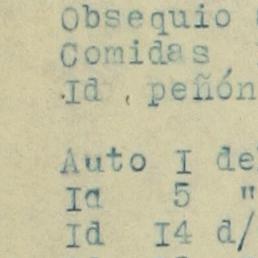 Obsequio
Comidas
Id . peñón
Auto I de
Id 5 "
Id I4 d/